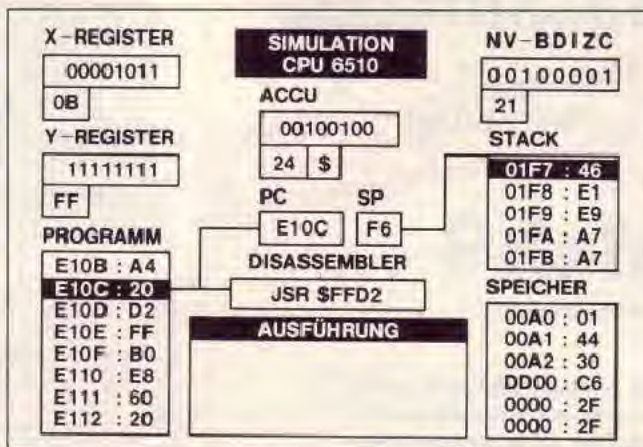 X-REGISTER
00001011
0B
Y-REGISTER
11111111
FF
PROGRAMM
E10B : A4
E10C : 20
E10D : D2
E10E : FF
E10F : B0
E110 : E8
E111 : 60
E112 : 20
SIMULATION
CPU 6510
ACCU
00100100
24 $
PC SP
E10C F6
DISASSEMBLER
JSR $FFD2
AUSFÜHRUNG
NV-BDIZC
00100001
21
STACK
01F7 : 46
01F8 : E1
01F9 : E9
01FA : A7
01FB : A7
SPEICHER
00A0 : 01
00A1 : 44
00A2 : 30
DD00 : C6
0000 : 2F
0000 : 2F